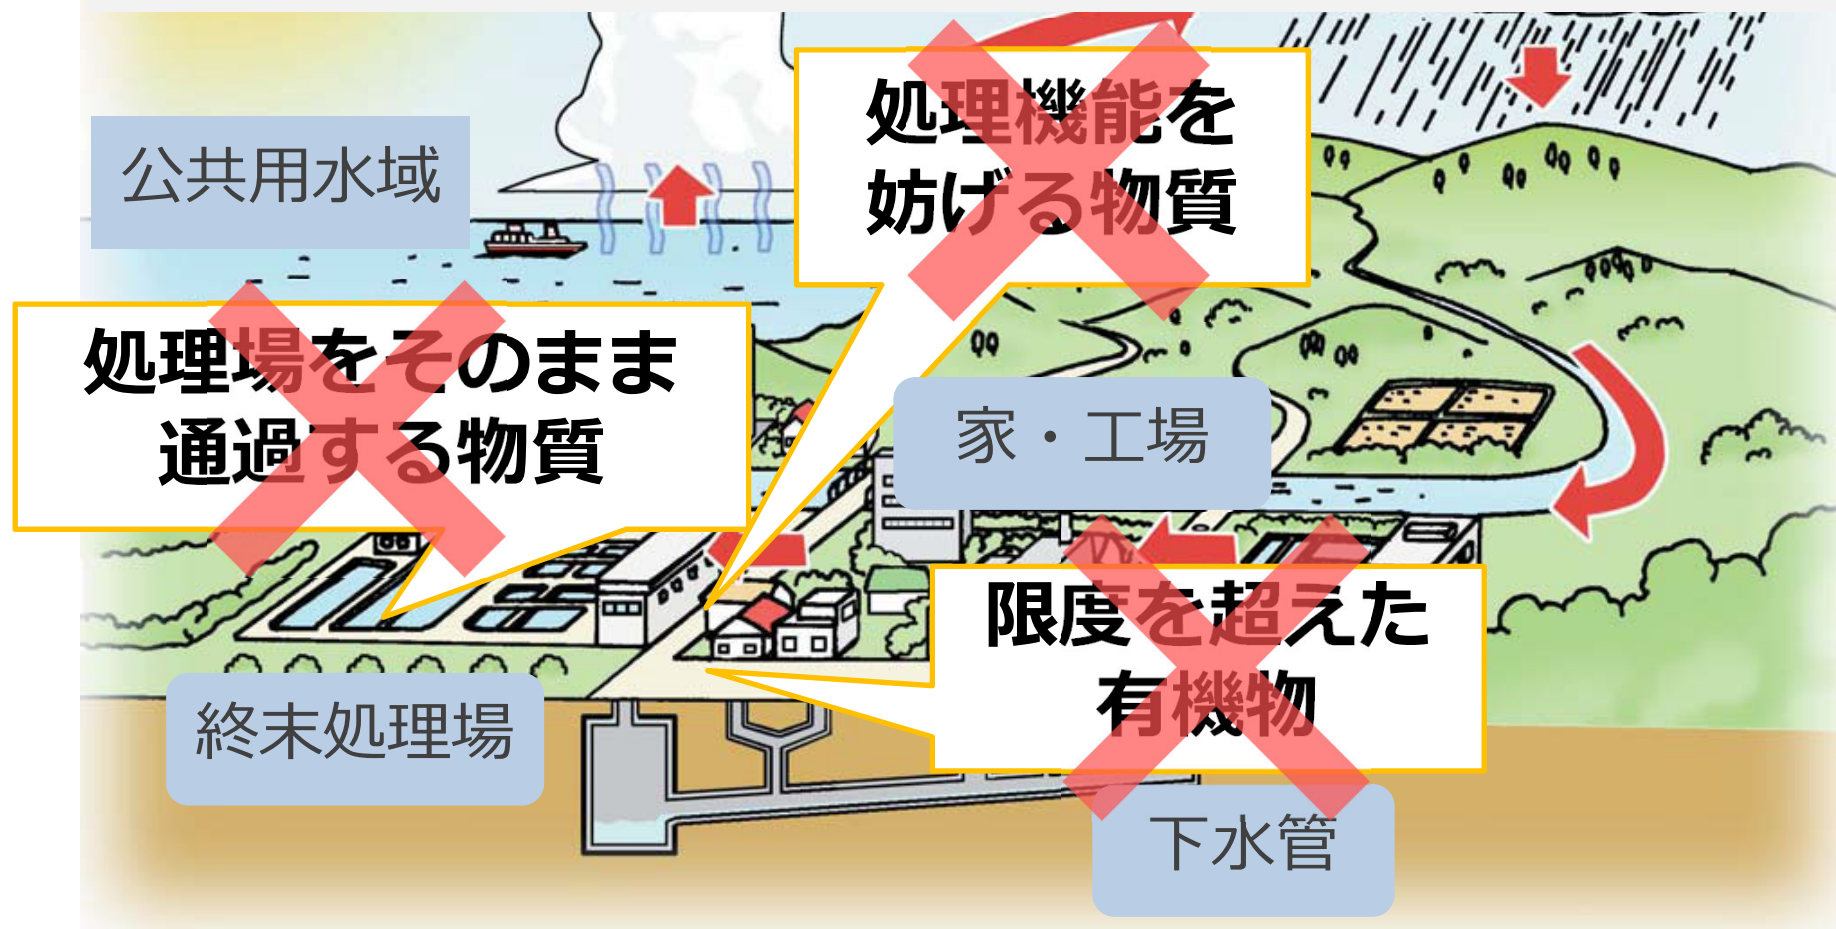 処理機能を
妨げる物質
公共用水域
処理場をそのまま
通過する物質
家・工場
限度を超えた
有機物
終末処理場
下水管